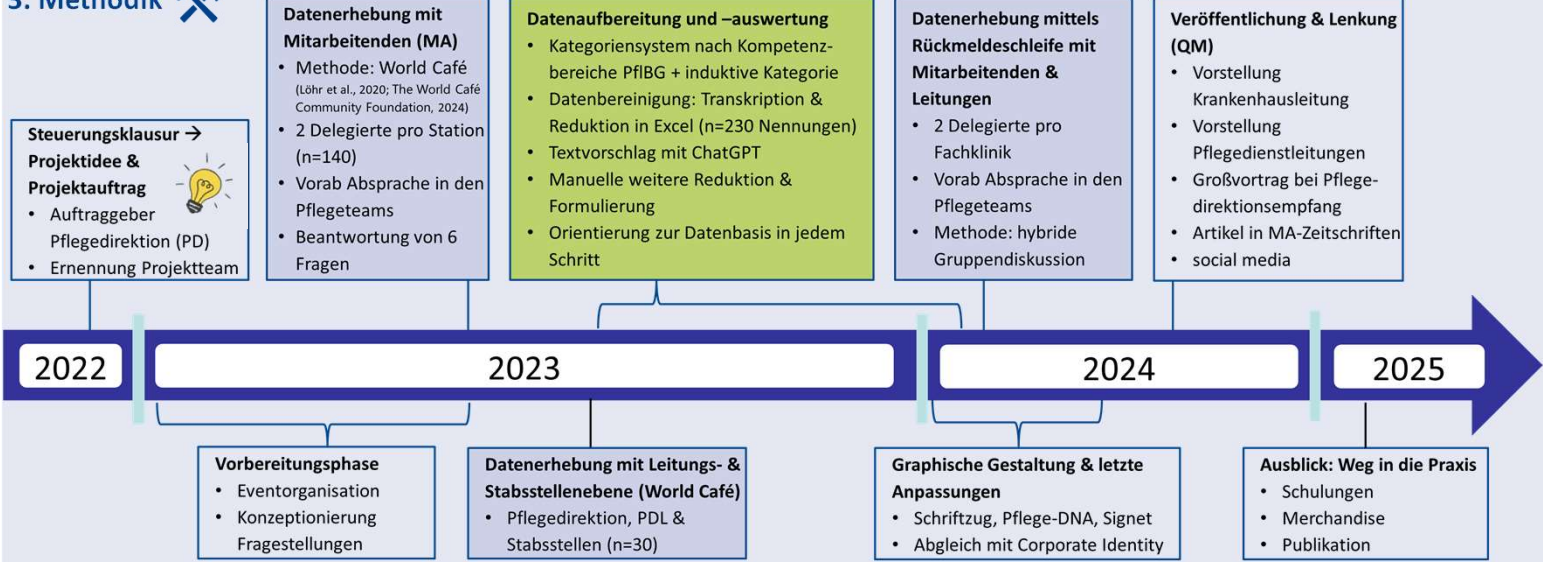 3. Methodik
Steuerungsklausur →
Projektidee &
Projektauftrag
• Auftraggeber
Pflegedirektion (PD)
• Ernennung Projektteam
Datenerhebung mit
Mitarbeitenden (MA)
• Methode: World Café
(Löhr et al., 2020; The World Café
Community Foundation, 2024)
• 2 Delegierte pro Station
(n=140)
• Vorab Absprache in den
Pflegeteams
• Beantwortung von 6
Fragen
Datenaufbereitung und –auswertung
• Kategoriensystem nach Kompetenz-
bereiche PflBG + induktive Kategorie
• Datenbereinigung: Transkription &
Reduktion in Excel (n=230 Nennungen)
• Textvorschlag mit ChatGPT
• Manuelle weitere Reduktion &
Formulierung
• Orientierung zur Datenbasis in jedem
Schritt
Datenerhebung mittels
Rückmeldeschleife mit
Mitarbeitenden &
Leitungen
• 2 Delegierte pro
Fachklinik
• Vorab Absprache in den
Pflegeteams
• Methode: hybride
Gruppendiskussion
Veröffentlichung & Lenkung
(QM)
• Vorstellung
Krankenhausleitung
• Vorstellung
Pflegedienstleitungen
• Großvortrag bei Pflege-
direktionsempfang
• Artikel in MA-Zeitschriften
• social media
2022
2023
2024
2025
Vorbereitungsphase
• Eventorganisation
• Konzeptionierung
Fragestellungen
Datenerhebung mit Leitungs- &
Stabsstellenebene (World Café)
• Pflegedirektion, PDL &
Stabsstellen (n=30)
Graphische Gestaltung & letzte
Anpassungen
• Schriftzug, Pflege-DNA, Signet
• Abgleich mit Corporate Identity
Ausblick: Weg in die Praxis
• Schulungen
• Merchandise
• Publikation